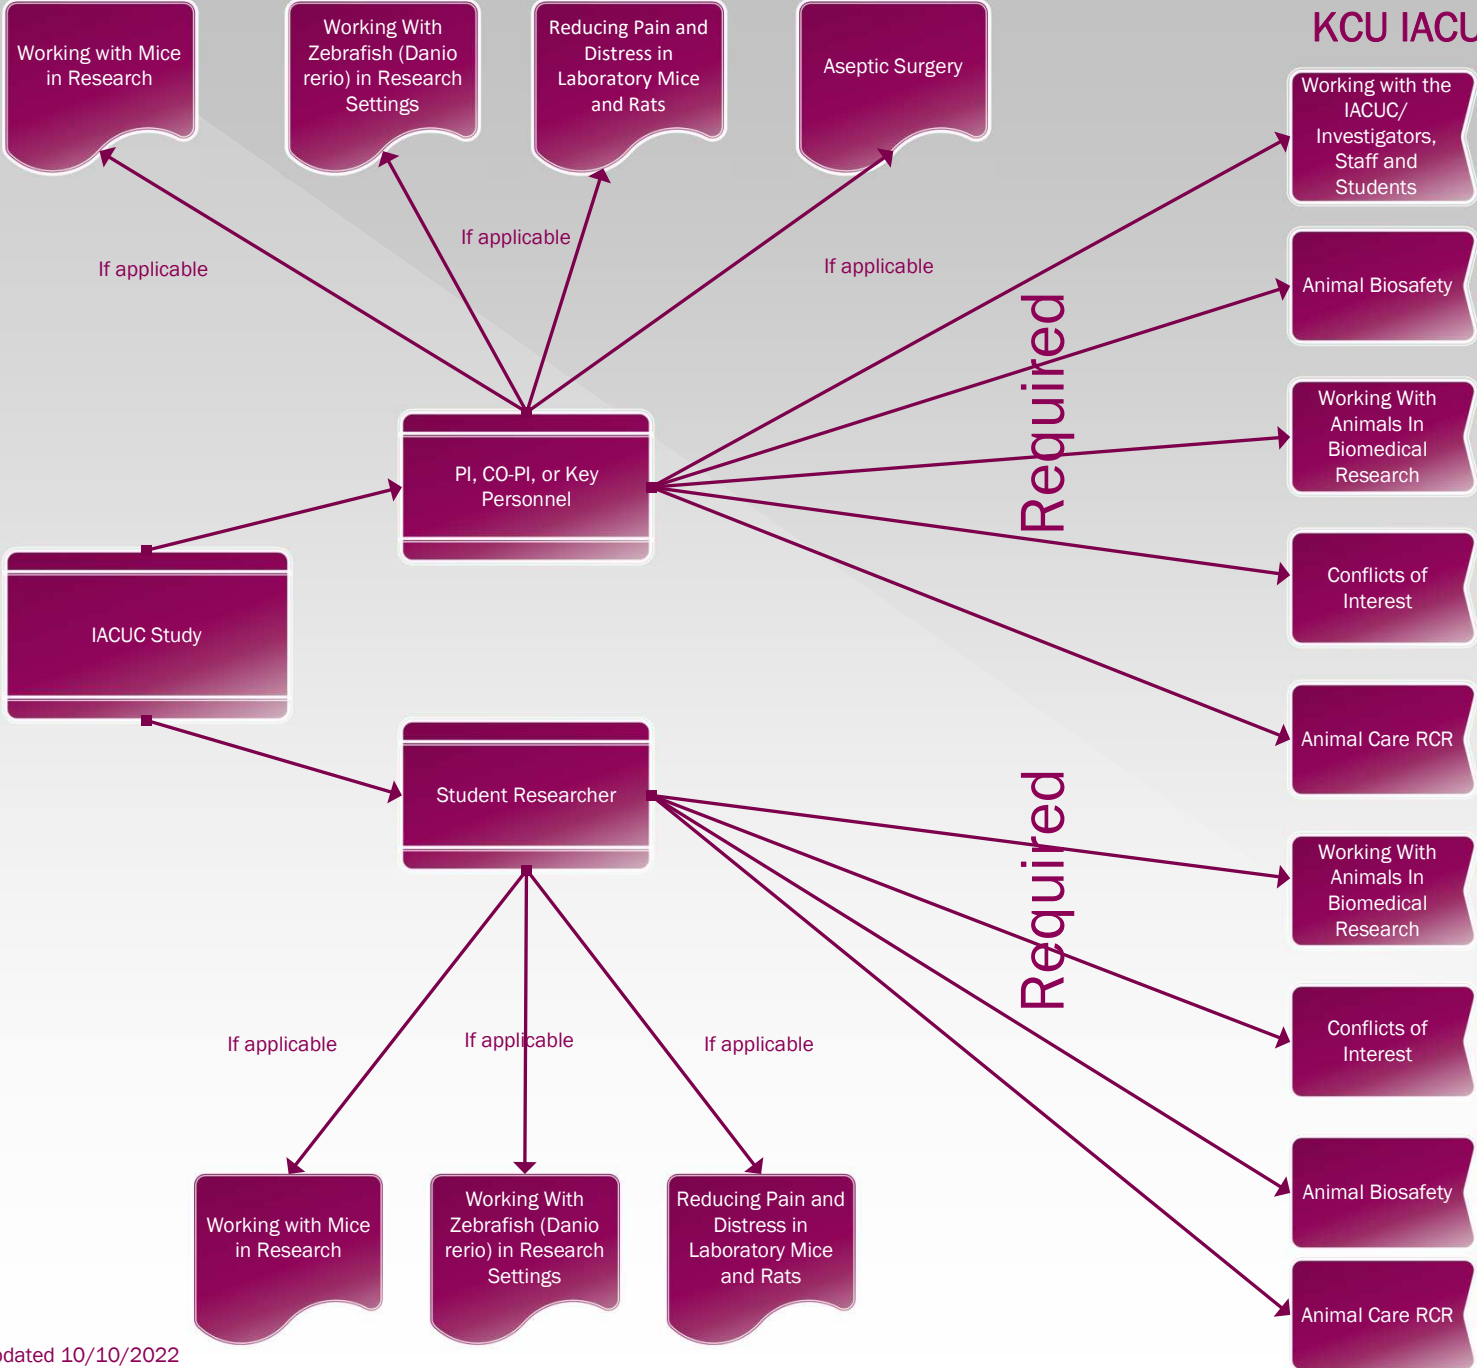 KCU IACU
Working with Mice
in Research
Working With
Zebrafish (Danio
rerio) in Research
Settings
Reducing Pain and
Distress in
Laboratory Mice
and Rats
Aseptic Surgery
Working with the
IACUC/
Investigators,
Staff and
Students
If applicable
If applicable
If applicable
Animal Biosafety
Required
Working With
Animals In
Biomedical
Research
PI, CO-PI, or Key
Personnel
Conflicts of
Interest
IACUC Study
Animal Care RCR
Student Researcher
Required
Working With
Animals In
Biomedical
Research
Conflicts of
Interest
If applicable
If applicable
If applicable
Animal Biosafety
Working with Mice
in Research
Working With
Zebrafish (Danio
rerio) in Research
Settings
Reducing Pain and
Distress in
Laboratory Mice
and Rats
Animal Care RCR
dated 10/10/2022